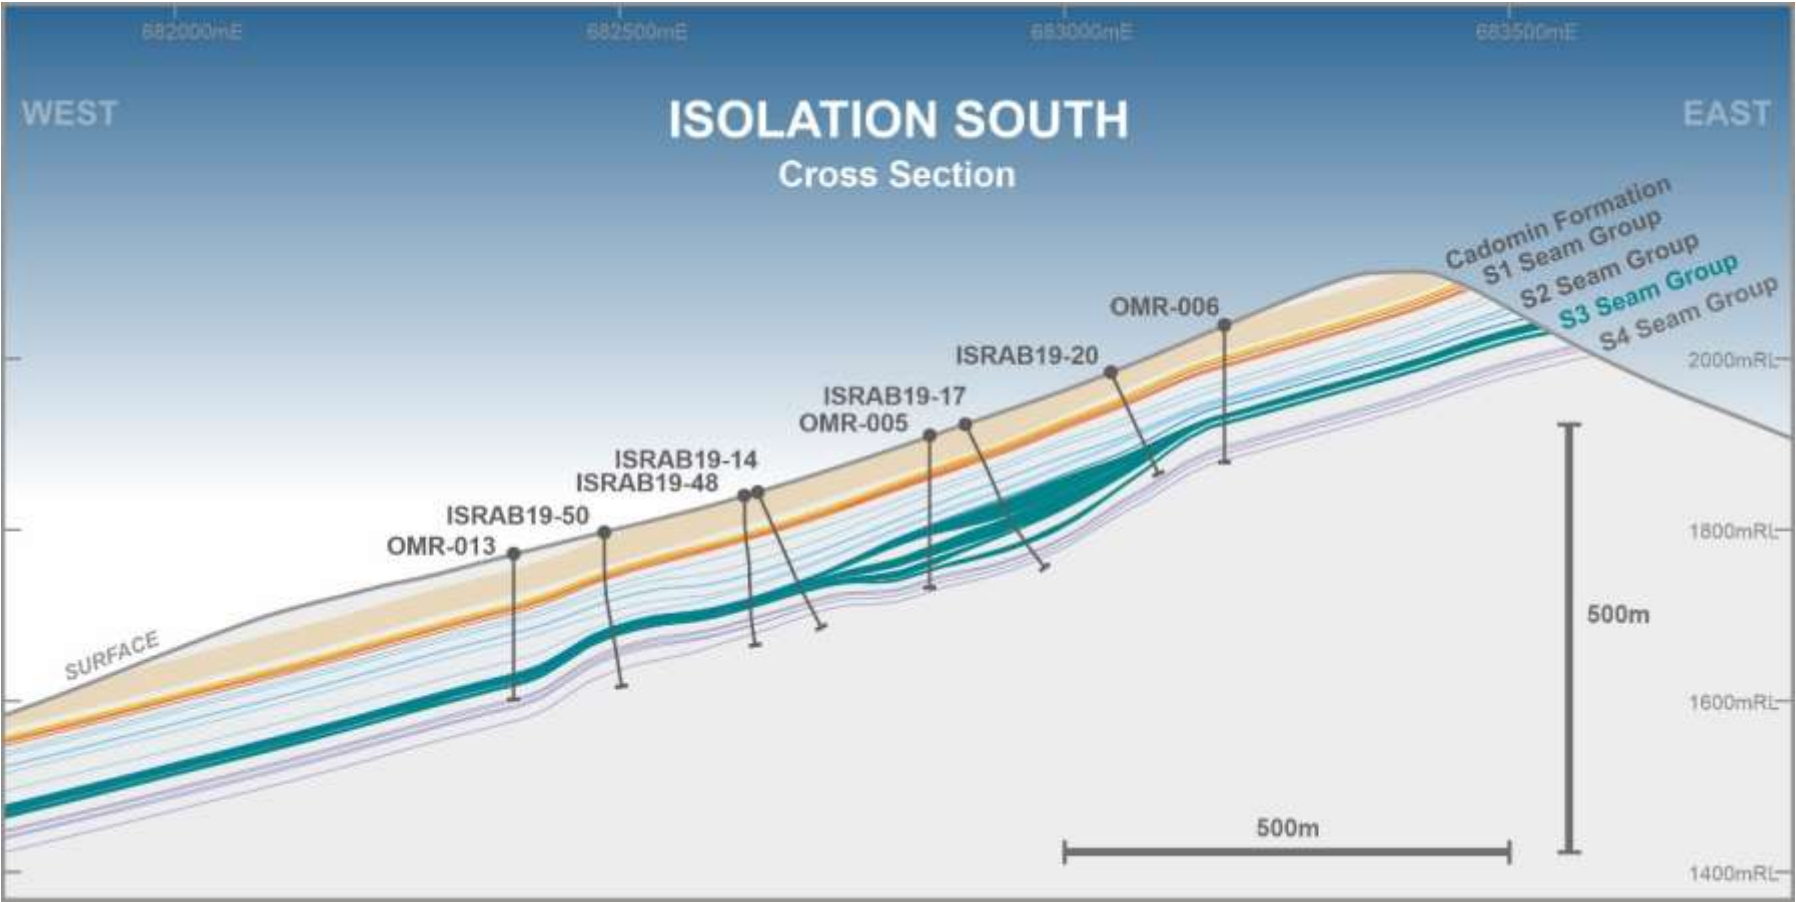 682000mE
682500mE
683000mE
683500mE
WEST
ISOLATION SOUTH
EAST
Cross Section
Cadomin Formation
S1 Seam Group
S2 Seam Group
S3 Seam Group
S4 Seam Group
OMR-006
ISRAB19-20
2000mRL
ISRAB19-17
OMR-005
ISRAB19-14
ISRAB19-48
ISRAB19-50
1800mRL
OMR-013
500m
SURFACE
1600mRL
500m
1400mRL